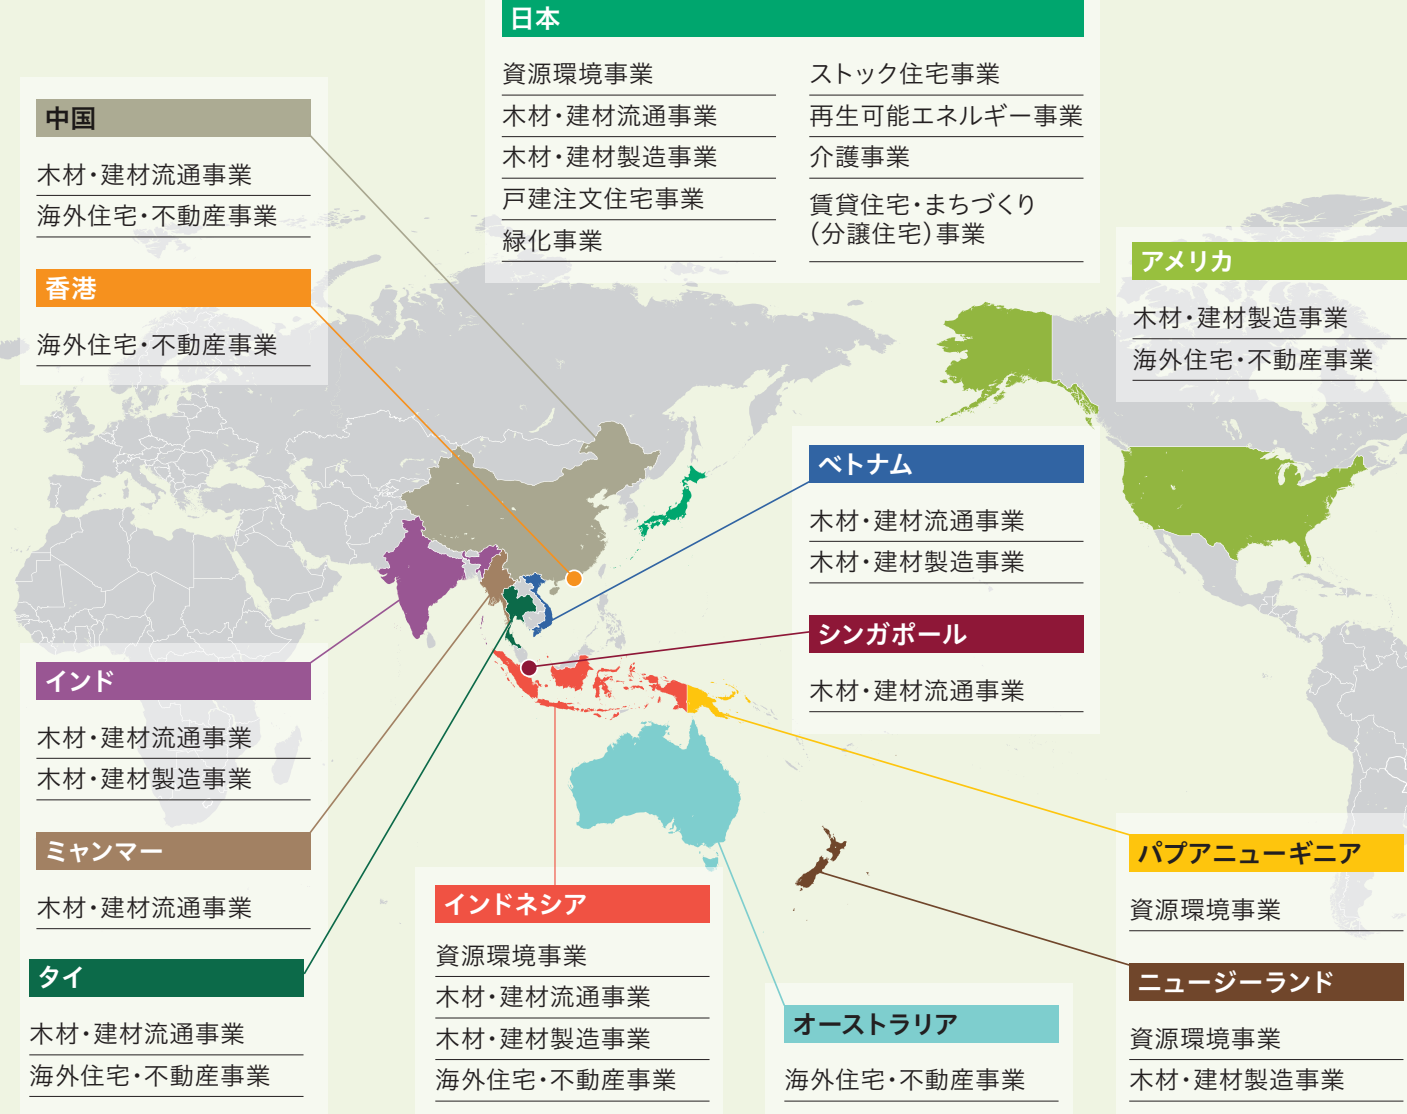 日本
資源環境事業
木材・建材流通事業
木材・建材製造事業
戸建注文住宅事業
緑化事業
ストック住宅事業
再生可能エネルギー事業
介護事業
賃貸住宅・まちづくり
（分譲住宅）事業
中国
木材・建材流通事業
海外住宅・不動産事業
香港
海外住宅・不動産事業
アメリカ
木材・建材製造事業
海外住宅・不動産事業
ベトナム
木材・建材流通事業
木材・建材製造事業
シンガポール
木材・建材流通事業
インド
木材・建材流通事業
木材・建材製造事業
ミャンマー
木材・建材流通事業
タイ
木材・建材流通事業
海外住宅・不動産事業
インドネシア
資源環境事業
木材・建材流通事業
木材・建材製造事業
海外住宅・不動産事業
オーストラリア
海外住宅・不動産事業
パプアニューギニア
資源環境事業
ニュージーランド
資源環境事業
木材・建材製造事業